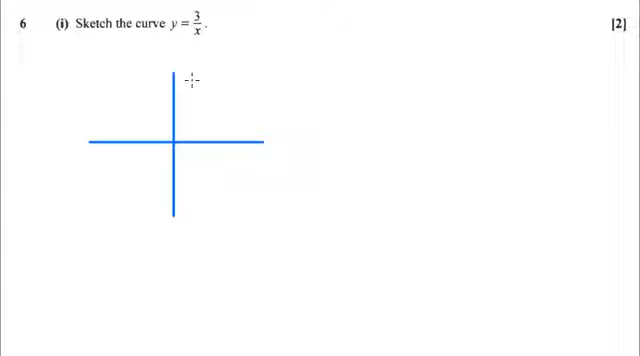 6 (i) Sketch the curve y = 3/x . [2]